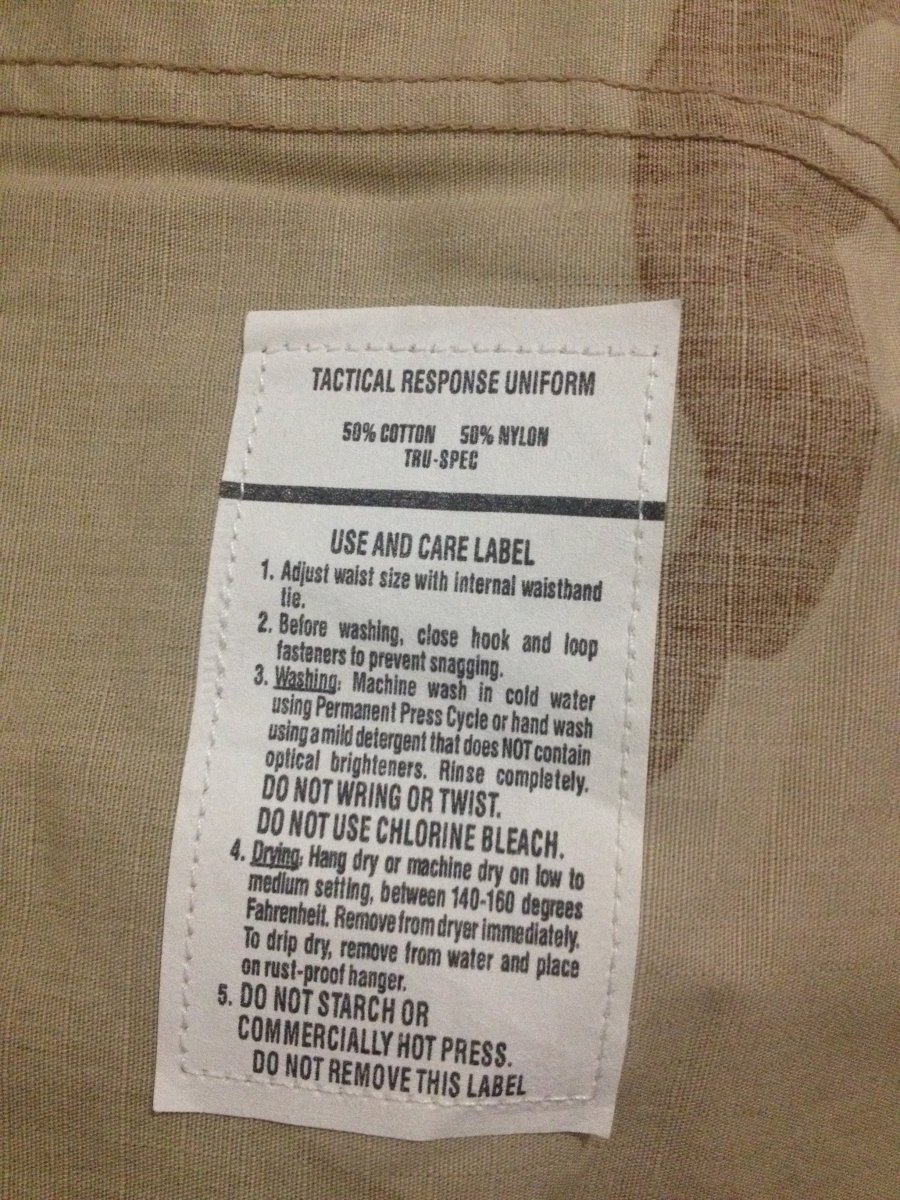 TACTICAL RESPONSE UNIFORM
50% COTTON 50% NYLON
TRU-SPEC
USE AND CARE LABEL
1. Adjust waist size with internal waistband
tie.
2. Before washing, close hook and loop
fasteners to prevent snagging.
3. Washing: Machine wash in cold water
using Permanent Press Cycle or hand wash
using a mild detergent that does NOT contain
optical brighteners. Rinse completely.
DO NOT WRING OR TWIST.
DO NOT USE CHLORINE BLEACH.
4. Drying: Hang dry or machine dry on low to
medium setting, between 140-160 degrees
Fahrenheit. Remove from dryer immediately.
To drip dry, remove from water and place
on rust-proof hanger.
5. DO NOT STARCH OR
COMMERCIALLY HOT PRESS.
DO NOT REMOVE THIS LABEL